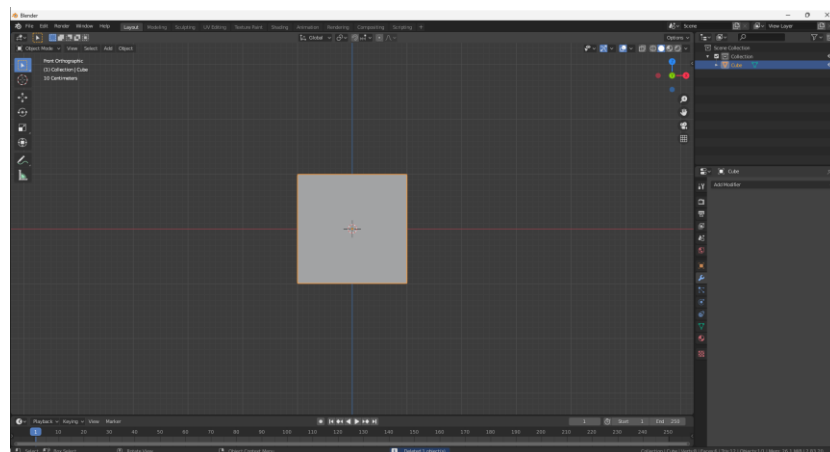 Blender
File Edit Render Window Help Layout Modeling Sculpting UV Editing Texture Paint Shading Animation Rendering Compositing Scripting + Scene View Layer
Global Options
Object Mode View Select Add Object
Scene Collection
Front Orthographic
Collection
(1) Collection | Cube
Cube
10 Centimeters
Cube
Add Modifier
Playback Keying View Marker 1 Start 1 End 250
1 10 20 30 40 50 60 70 80 90 100 110 120 130 140 150 160 170 180 190 200 210 220 230 240 250
Select Box Select Rotate View Object Context Menu